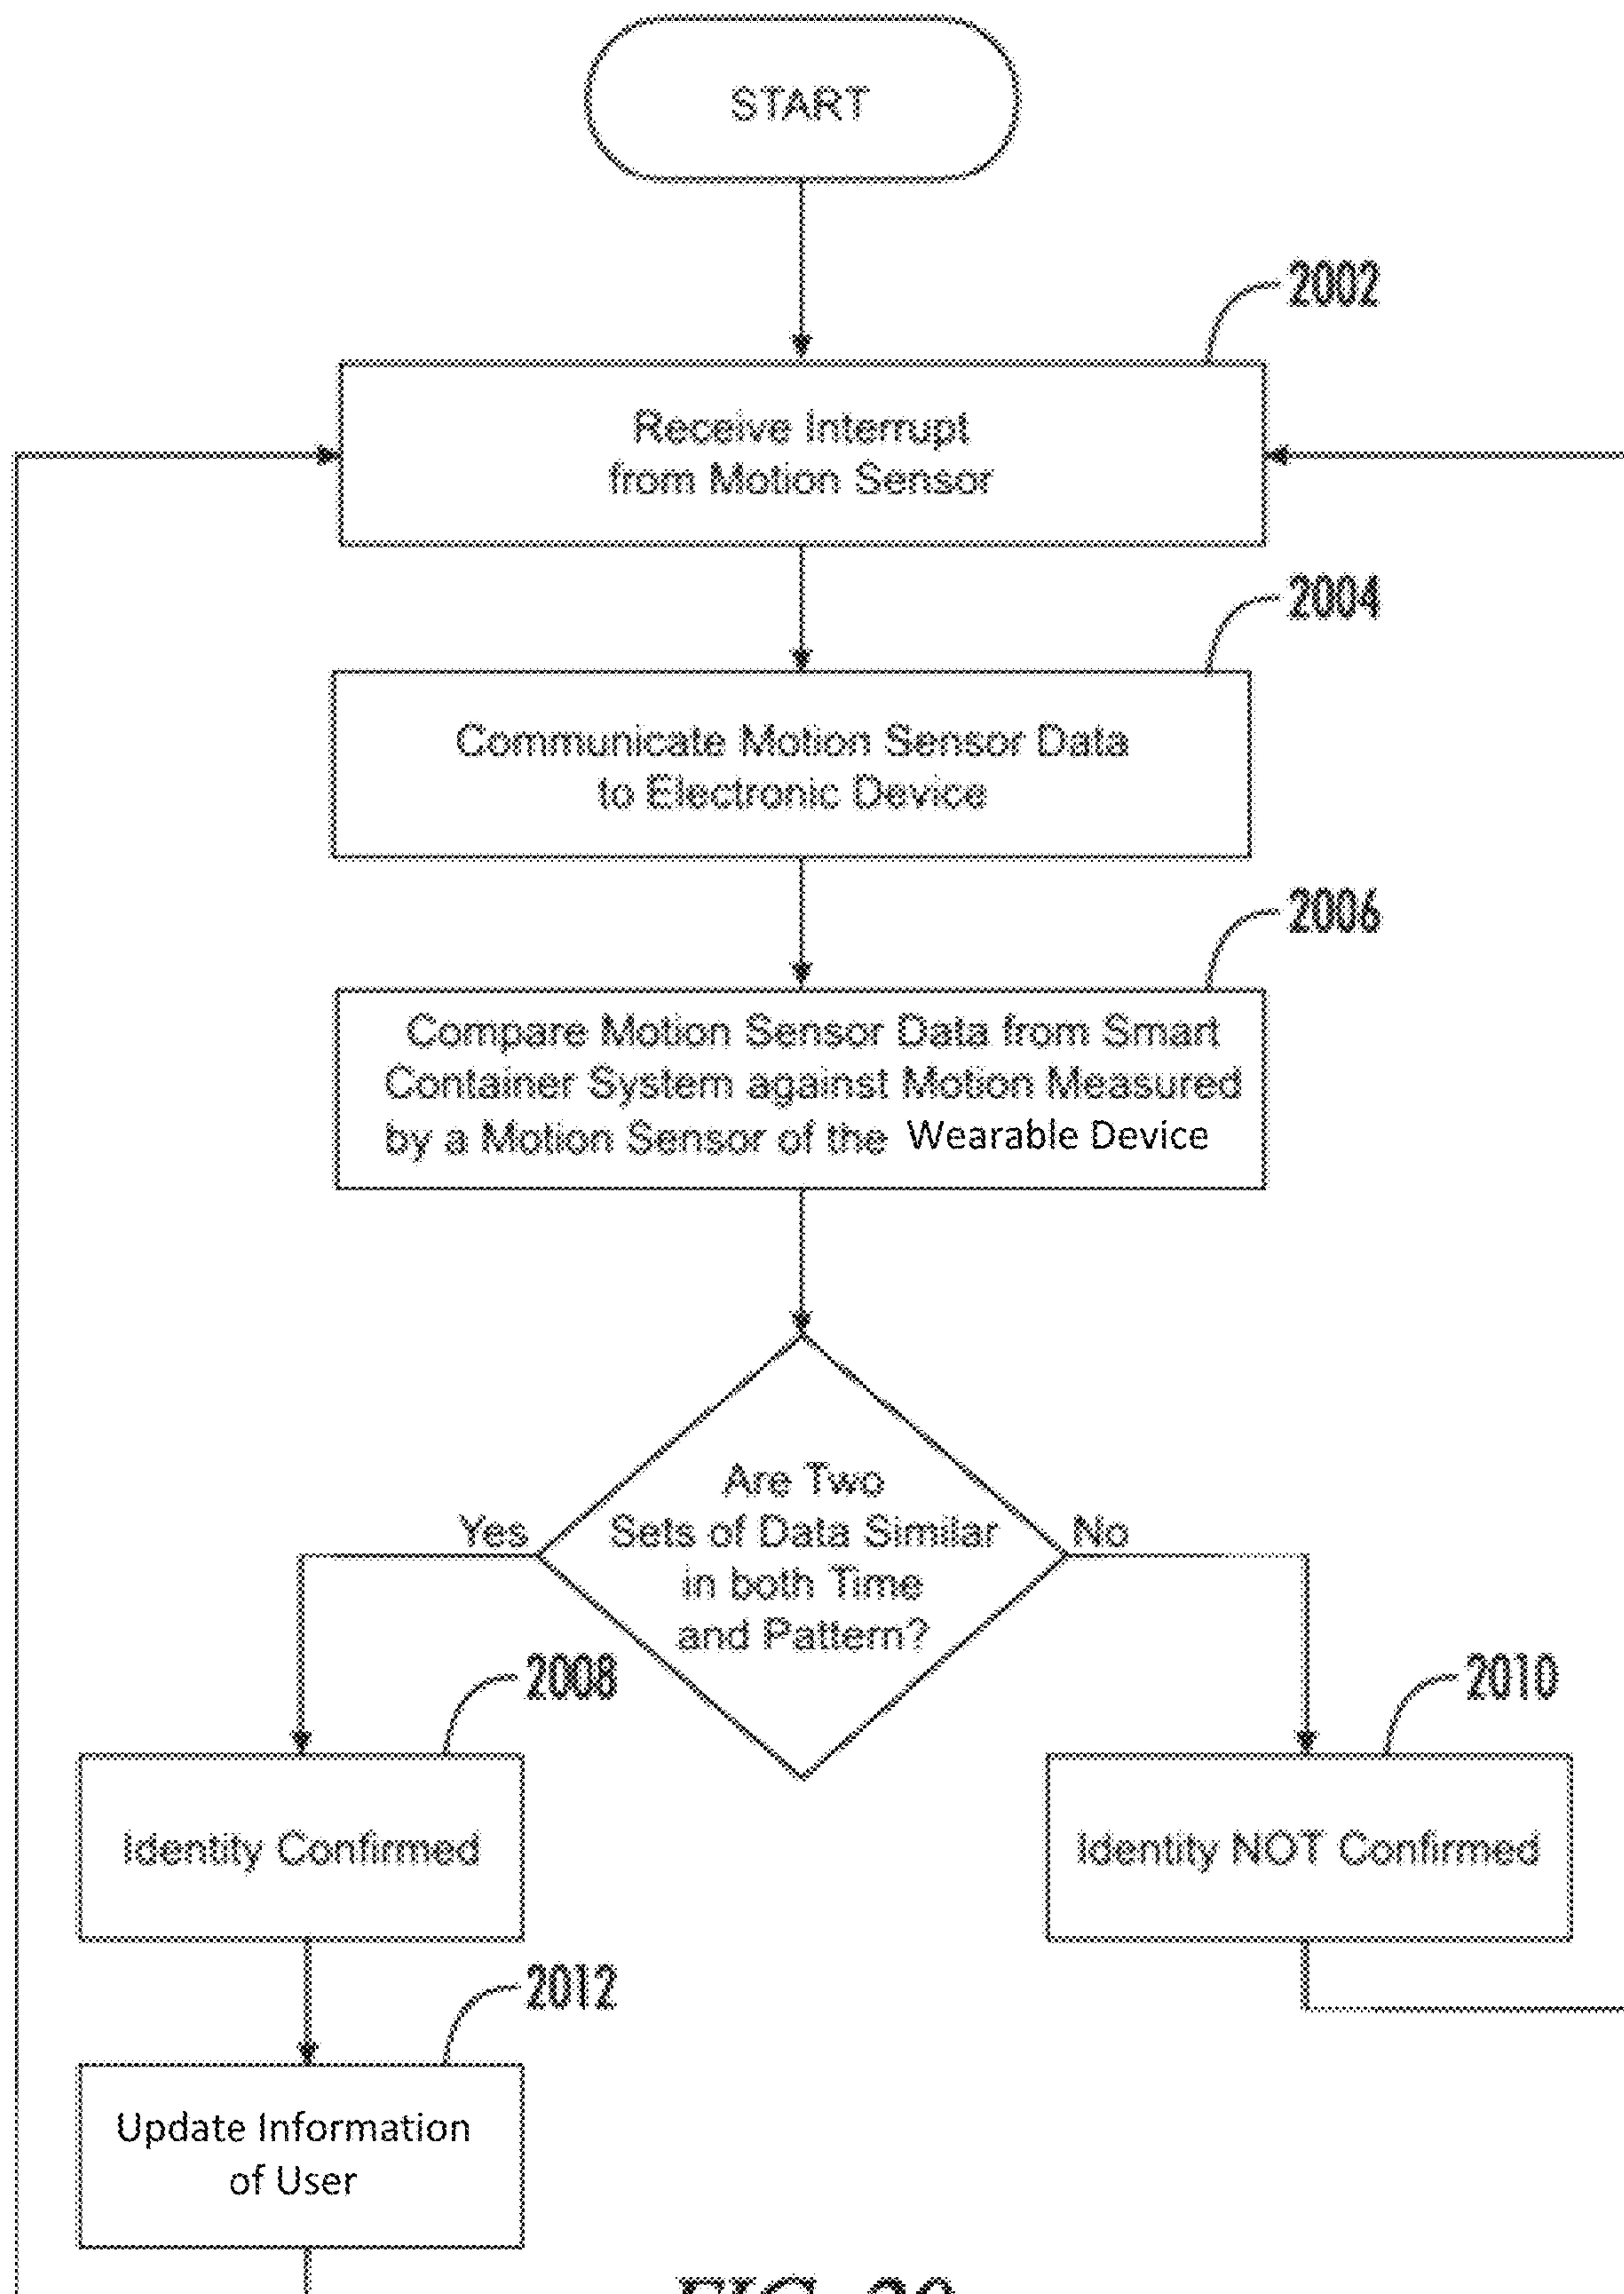 START
2002
Receive Interrupt
from Motion Sensor
2004
Communicate Motion Sensor Data
to Electronic Device
2006
Compare Motion Sensor Data from Smart
Container System against Motion Measured
by a Motion Sensor of the Wearable Device
Are Two
Sets of Data Similar
in both Time
and Pattern?
Yes
No
2008
Identity Confirmed
2010
Identity NOT Confirmed
2012
Update Information
of User
FIG. 20